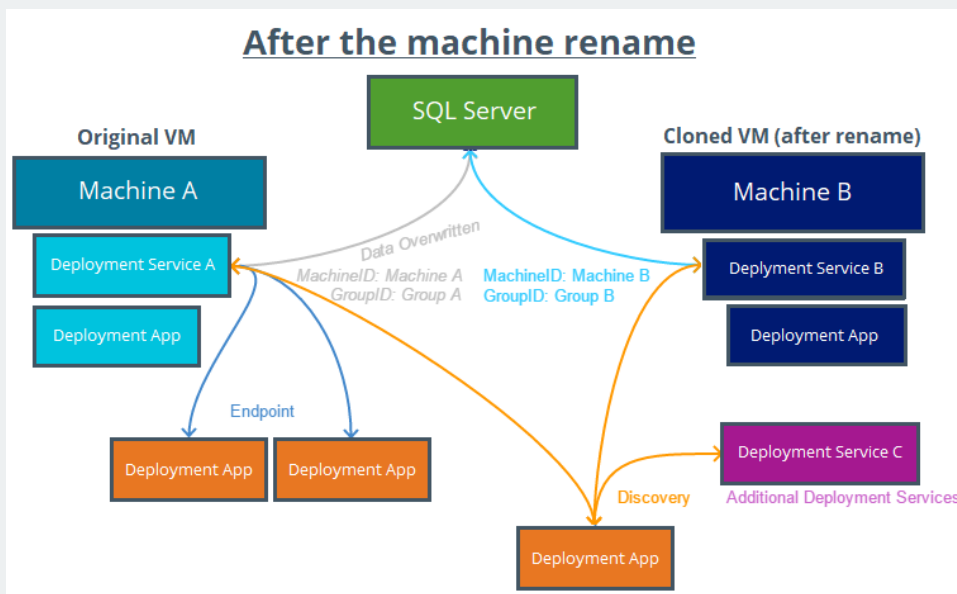 After the machine rename
SQL Server
Original VM
Cloned VM (after rename)
Machine A
Machine B
Data Overwritten
Deployment Service A
MachineID: Machine A
GroupID: Group A
MachineID: Machine B
GroupID: Group B
Deplyment Service B
Deployment App
Deployment App
Endpoint
Deployment App
Deployment App
Deployment Service C
Discovery
Additional Deployment Services
Deployment App